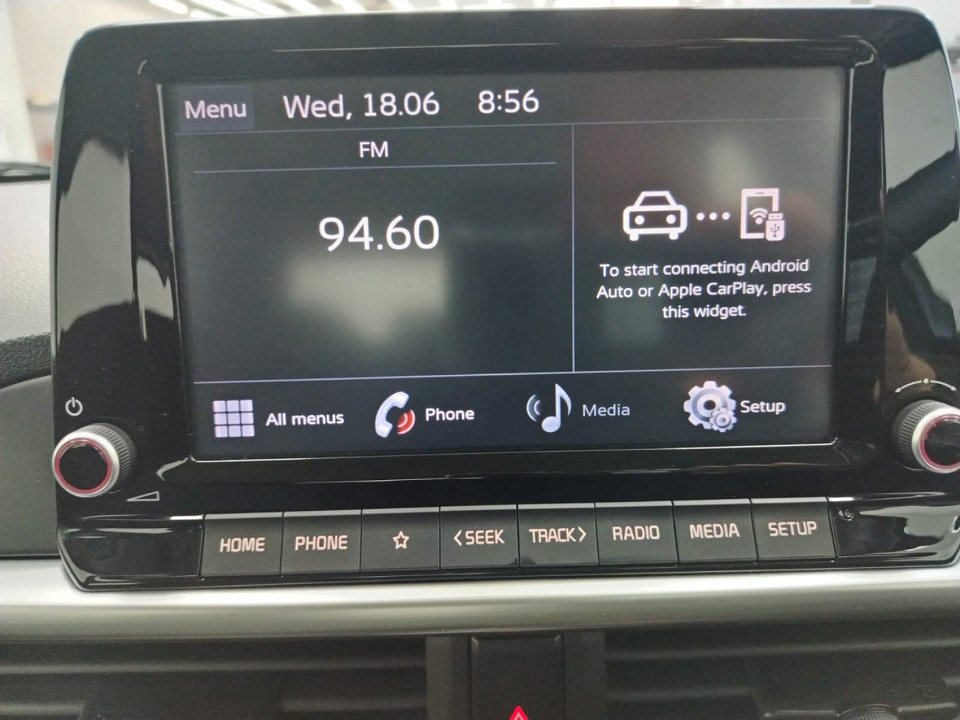 Menu Wed, 18.06 8:56
FM
94.60
To start connecting Android
Auto or Apple CarPlay, press
this widget.
All menus Phone Media Setup
HOME PHONE ☆ <SEEK TRACK> RADIO MEDIA SETUP